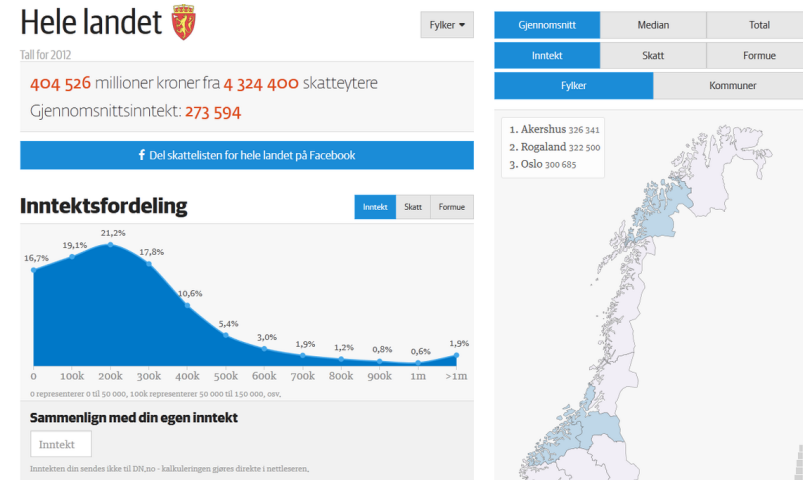 Hele landet
Fylker
Tall for 2012
404 526 millioner kroner fra 4 324 400 skatteytere
Gjennomsnittsinntekt: 273 594
f Del skattelisten for hele landet på Facebook
Inntektsfordeling
Inntekt Skatt Formue
16,7% 19,1% 21,2% 17,8% 10,6% 5,4% 3,0% 1,9% 1,2% 0,8% 0,6% 1,9%
0 100k 200k 300k 400k 500k 600k 700k 800k 900k 1m >1m
0 representerer 0 til 50 000, 100k representerer 50 000 til 150 000, osv.
Sammenlign med din egen inntekt
Inntekt
Inntekten din sendes ikke til DN.no - kalkuleringen gjøres direkte i nettleseren.
Gjennomsnitt Median Total
Inntekt Skatt Formue
Fylker Kommuner
1. Akershus 326 341
2. Rogaland 322 500
3. Oslo 300 685